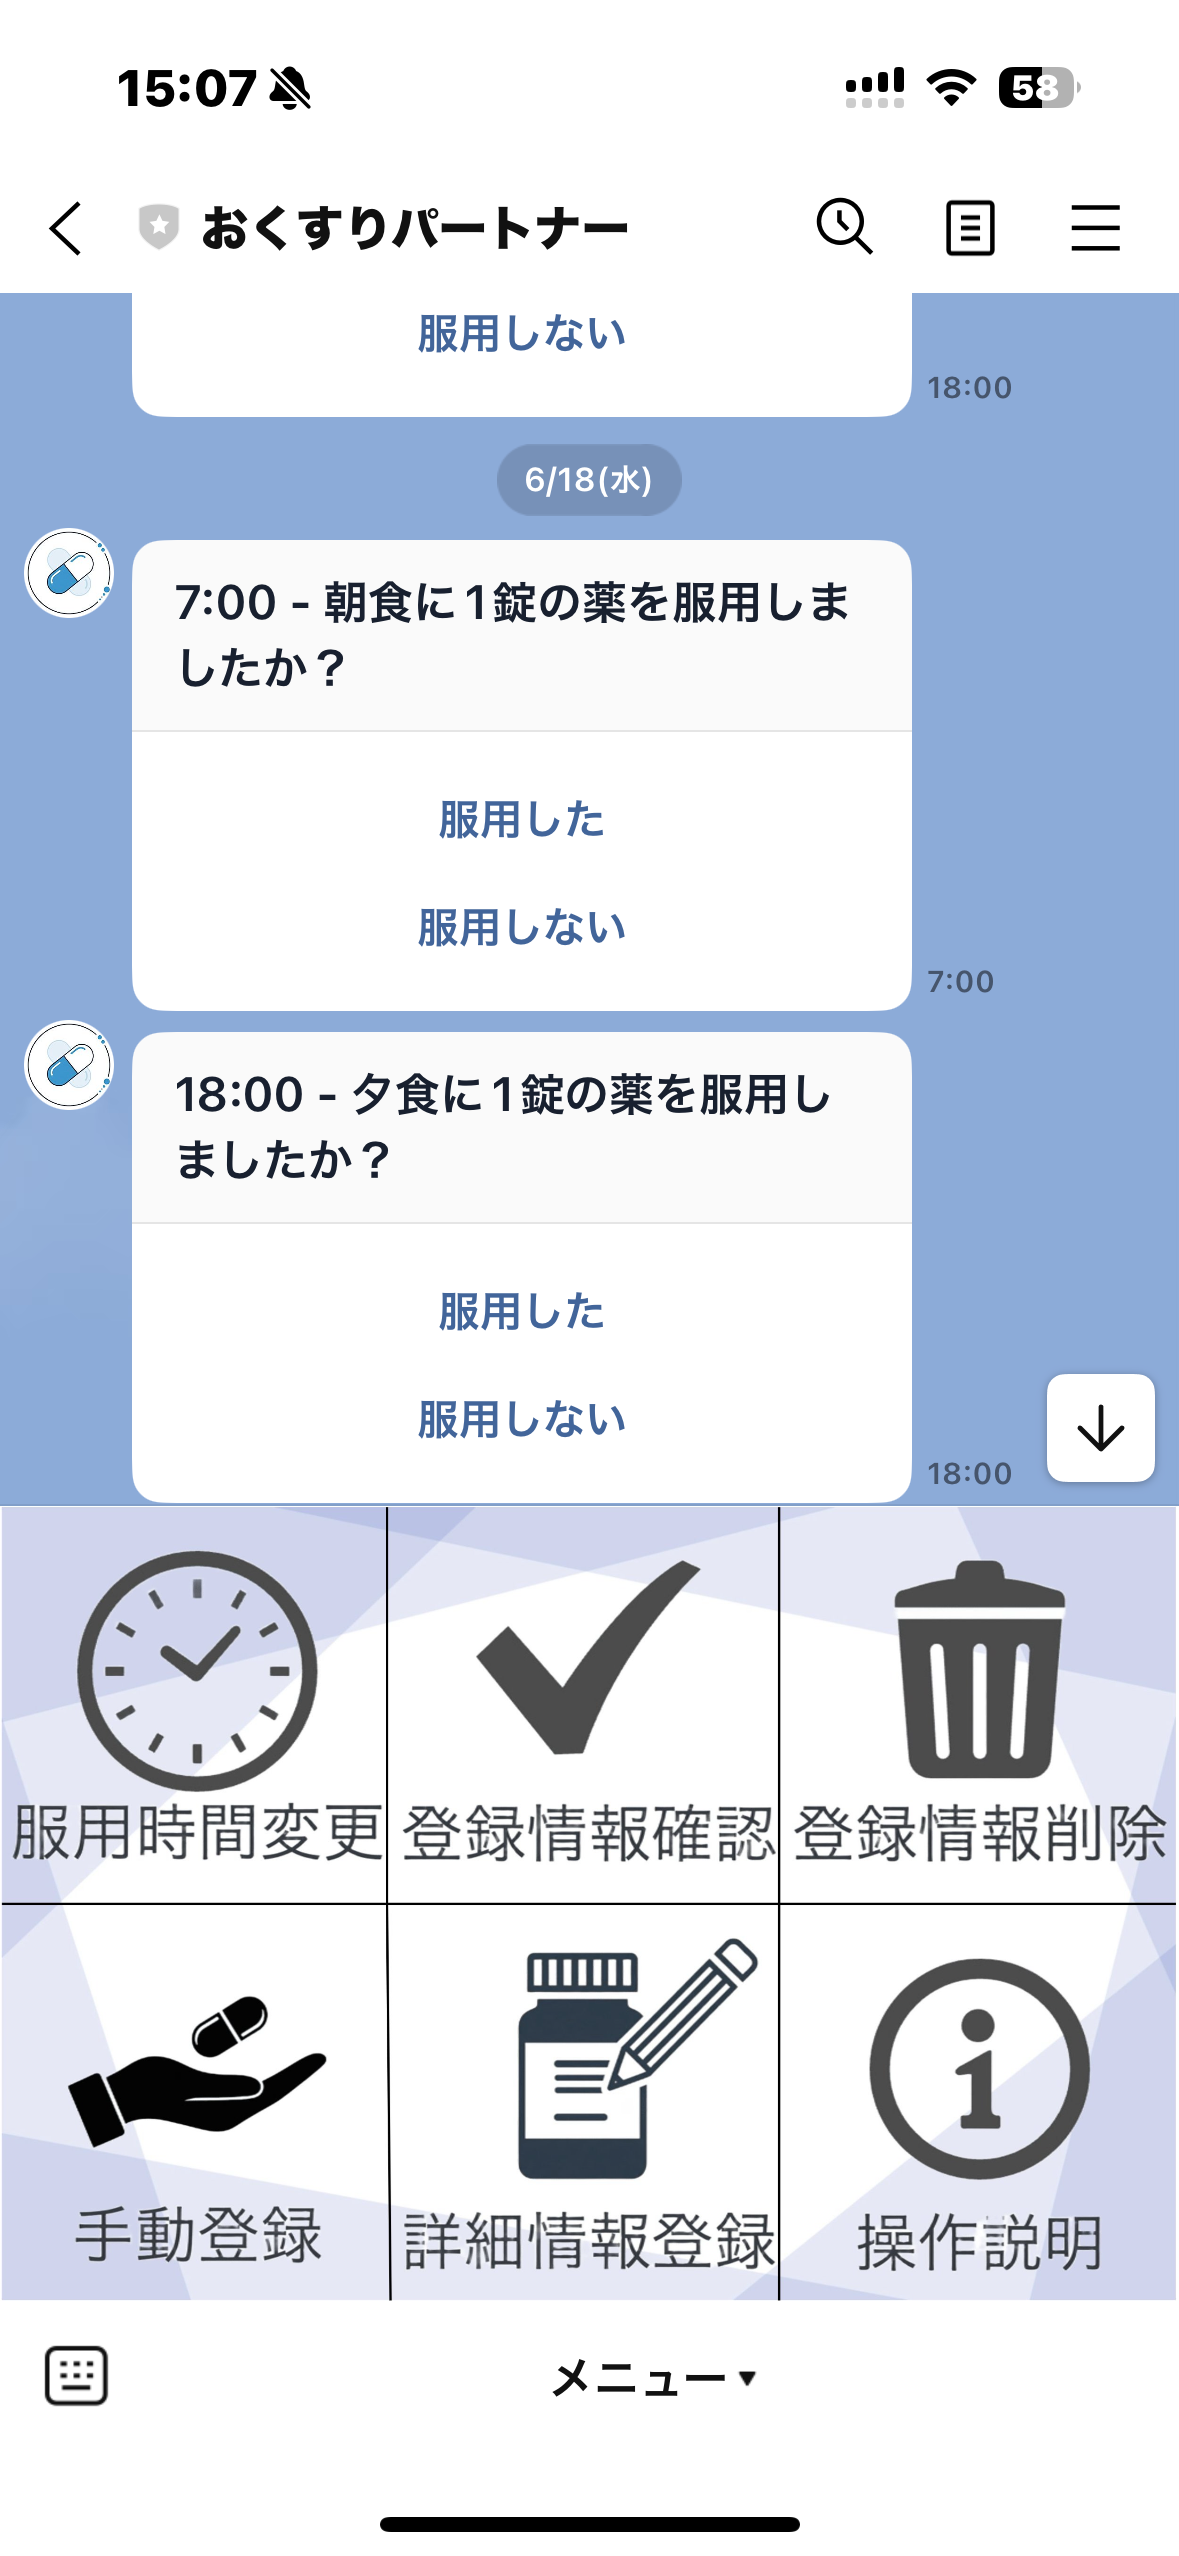 15:07
58
おくすりパートナー
服用しない
18:00
6/18(水)
7:00 - 朝食に1錠の薬を服用しま
したか？
服用した
服用しない
7:00
18:00 - 夕食に1錠の薬を服用し
ましたか？
服用した
服用しない
18:00
服用時間変更
登録情報確認
登録情報削除
手動登録
詳細情報登録
操作説明
メニュー▼